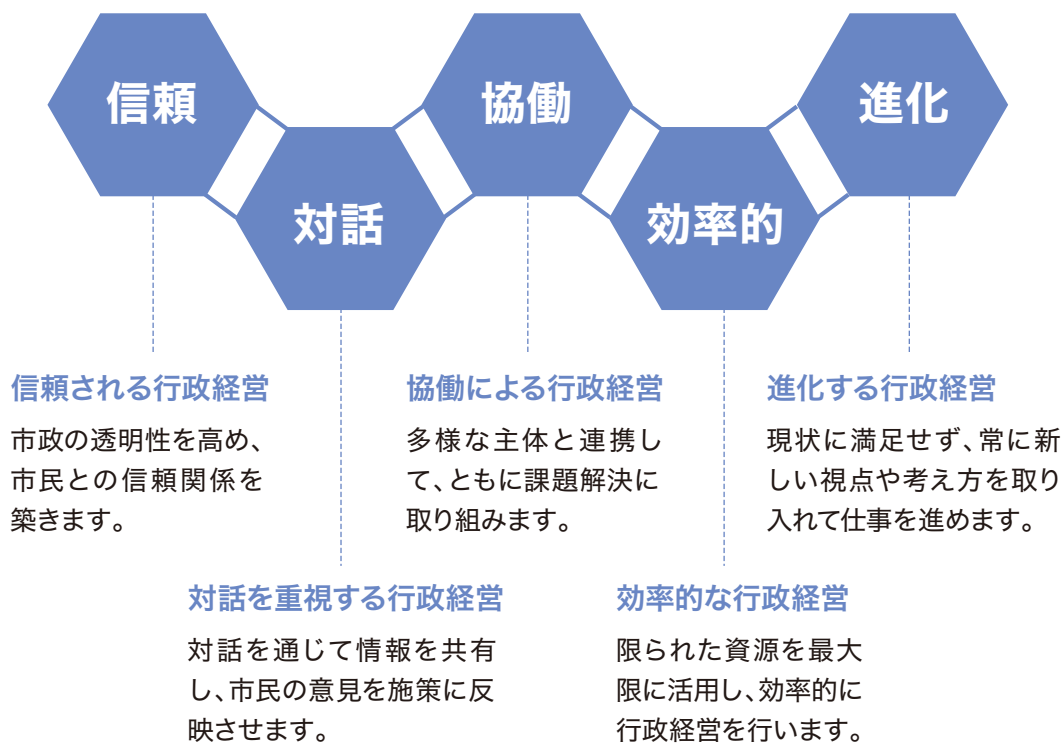 信頼
対話
協働
効率的
進化
信頼される行政経営
市政の透明性を高め、
市民との信頼関係を
築きます。
対話を重視する行政経営
対話を通じて情報を共有
し、市民の意見を施策に反
映させます。
協働による行政経営
多様な主体と連携し
て、ともに課題解決に
取り組みます。
効率的な行政経営
限られた資源を最大
限に活用し、効率的に
行政経営を行います。
進化する行政経営
現状に満足せず、常に新
しい視点や考え方を取り
入れて仕事を進めます。